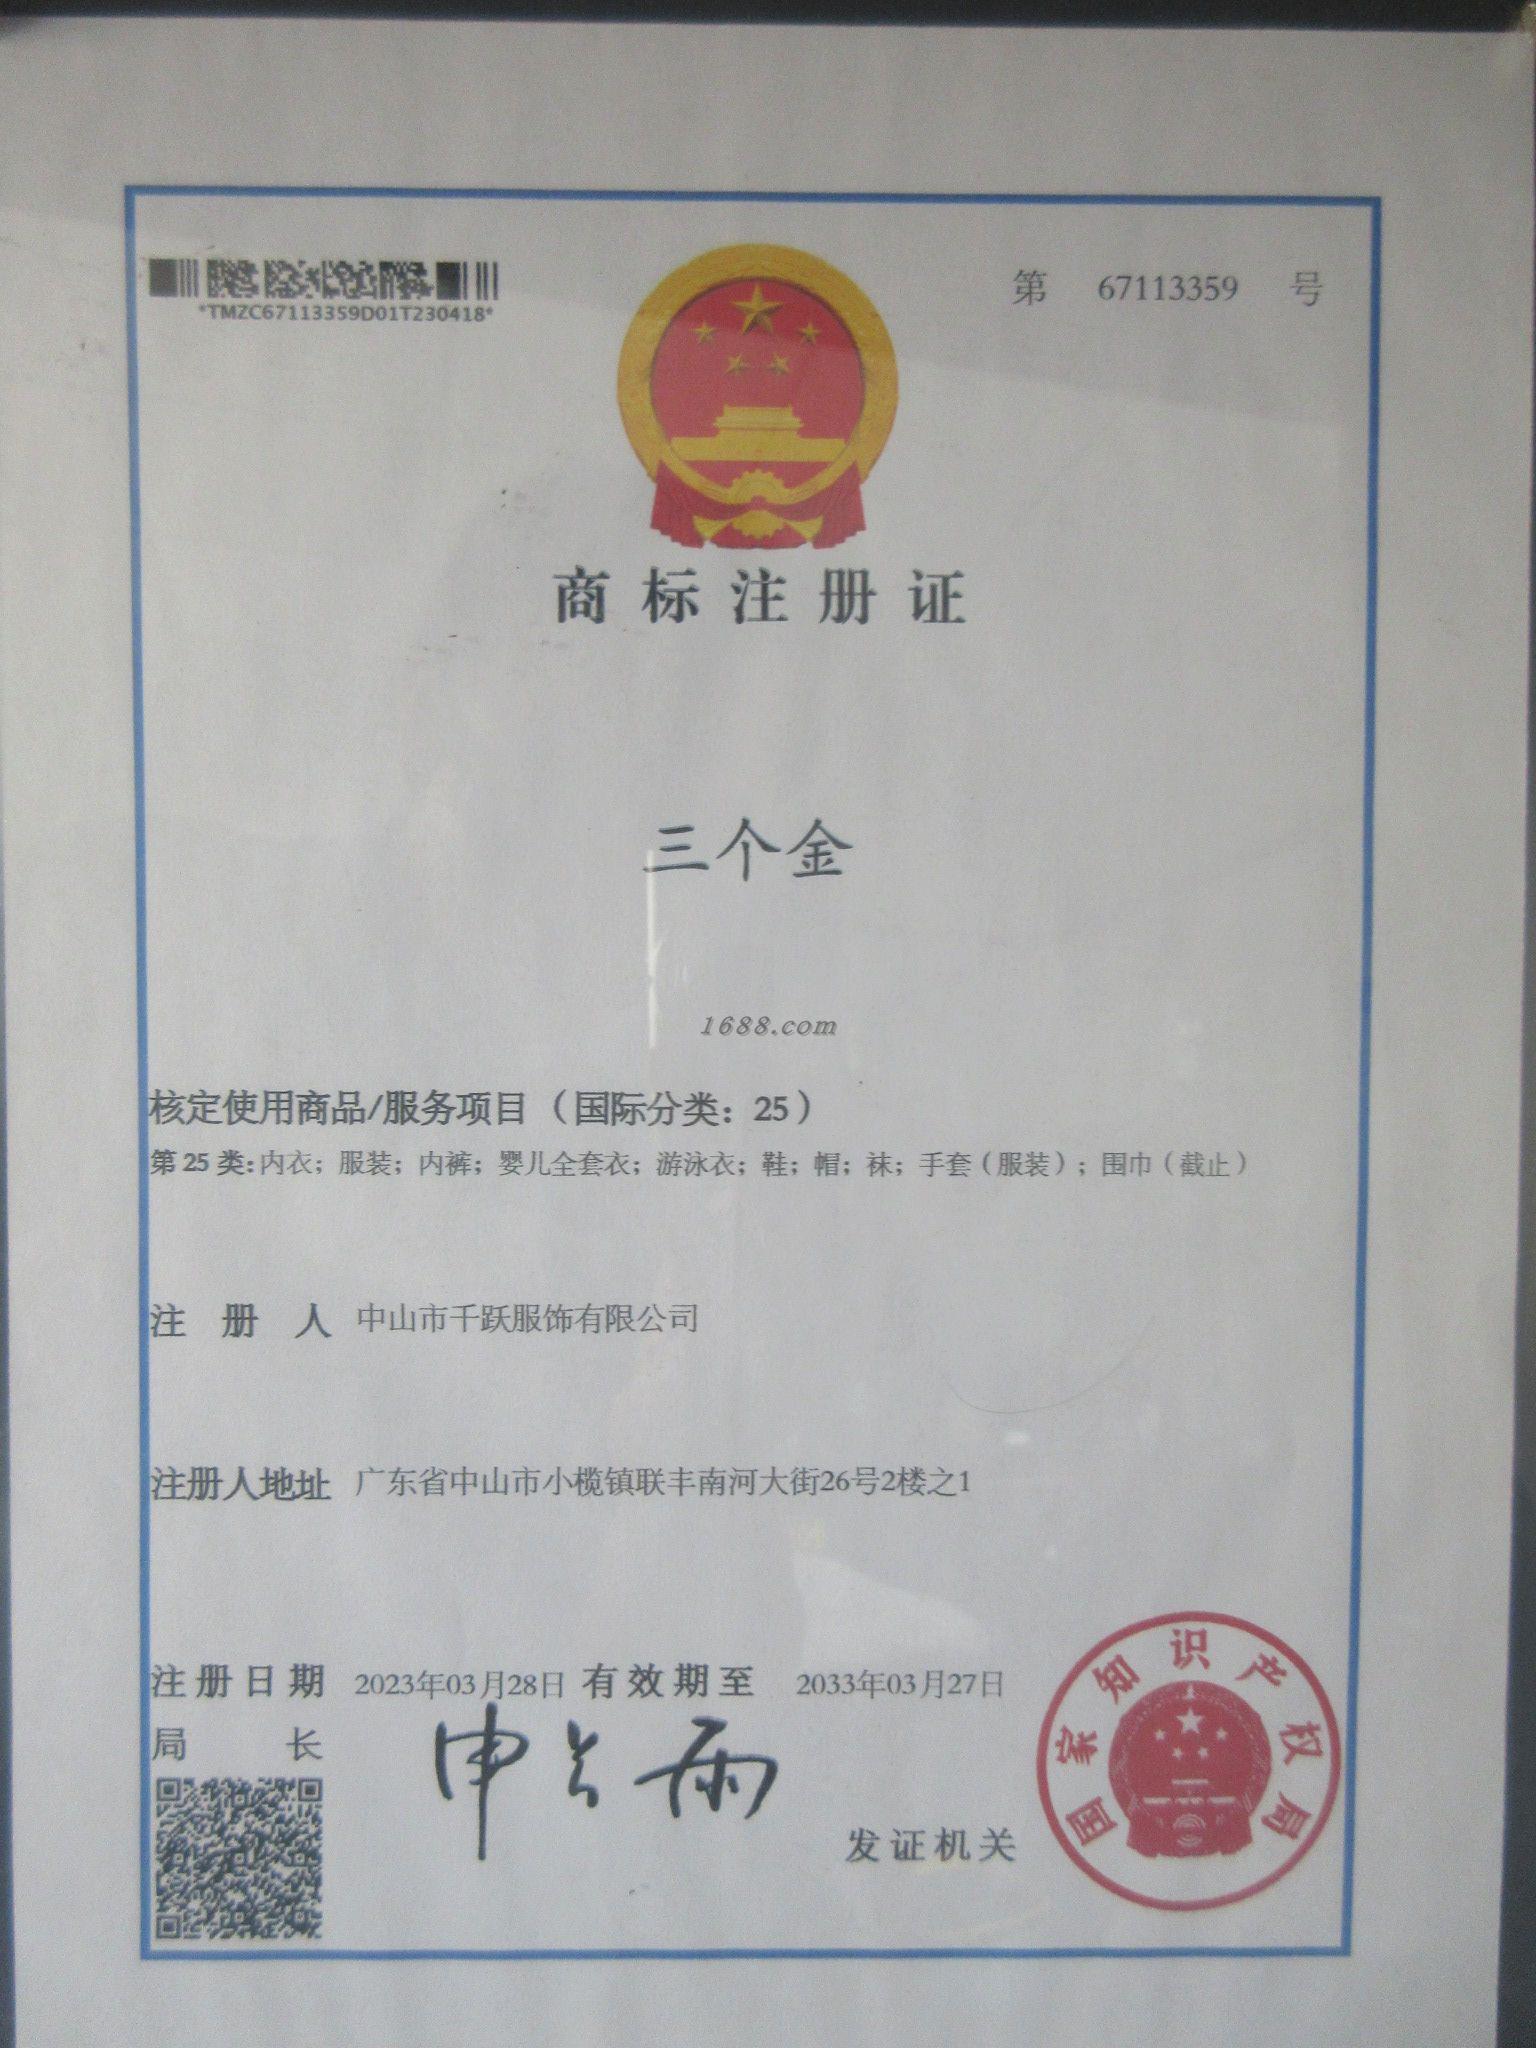 *TMZC67113359D01T230418*
第 67113359 号
商标注册证
三个金
1688.com
核定使用商品/服务项目（国际分类：25）
第25类:内衣；服装；内裤；婴儿全套衣；游泳衣；鞋；帽；袜；手套（服装）；围巾（截止）
注册人 中山市千跃服饰有限公司
注册人地址 广东省中山市小榄镇联丰南河大街26号2楼之1
注册日期 2023年03月28日 有效期至 2033年03月27日
局长 申长雨
发证机关
国家知识产权局